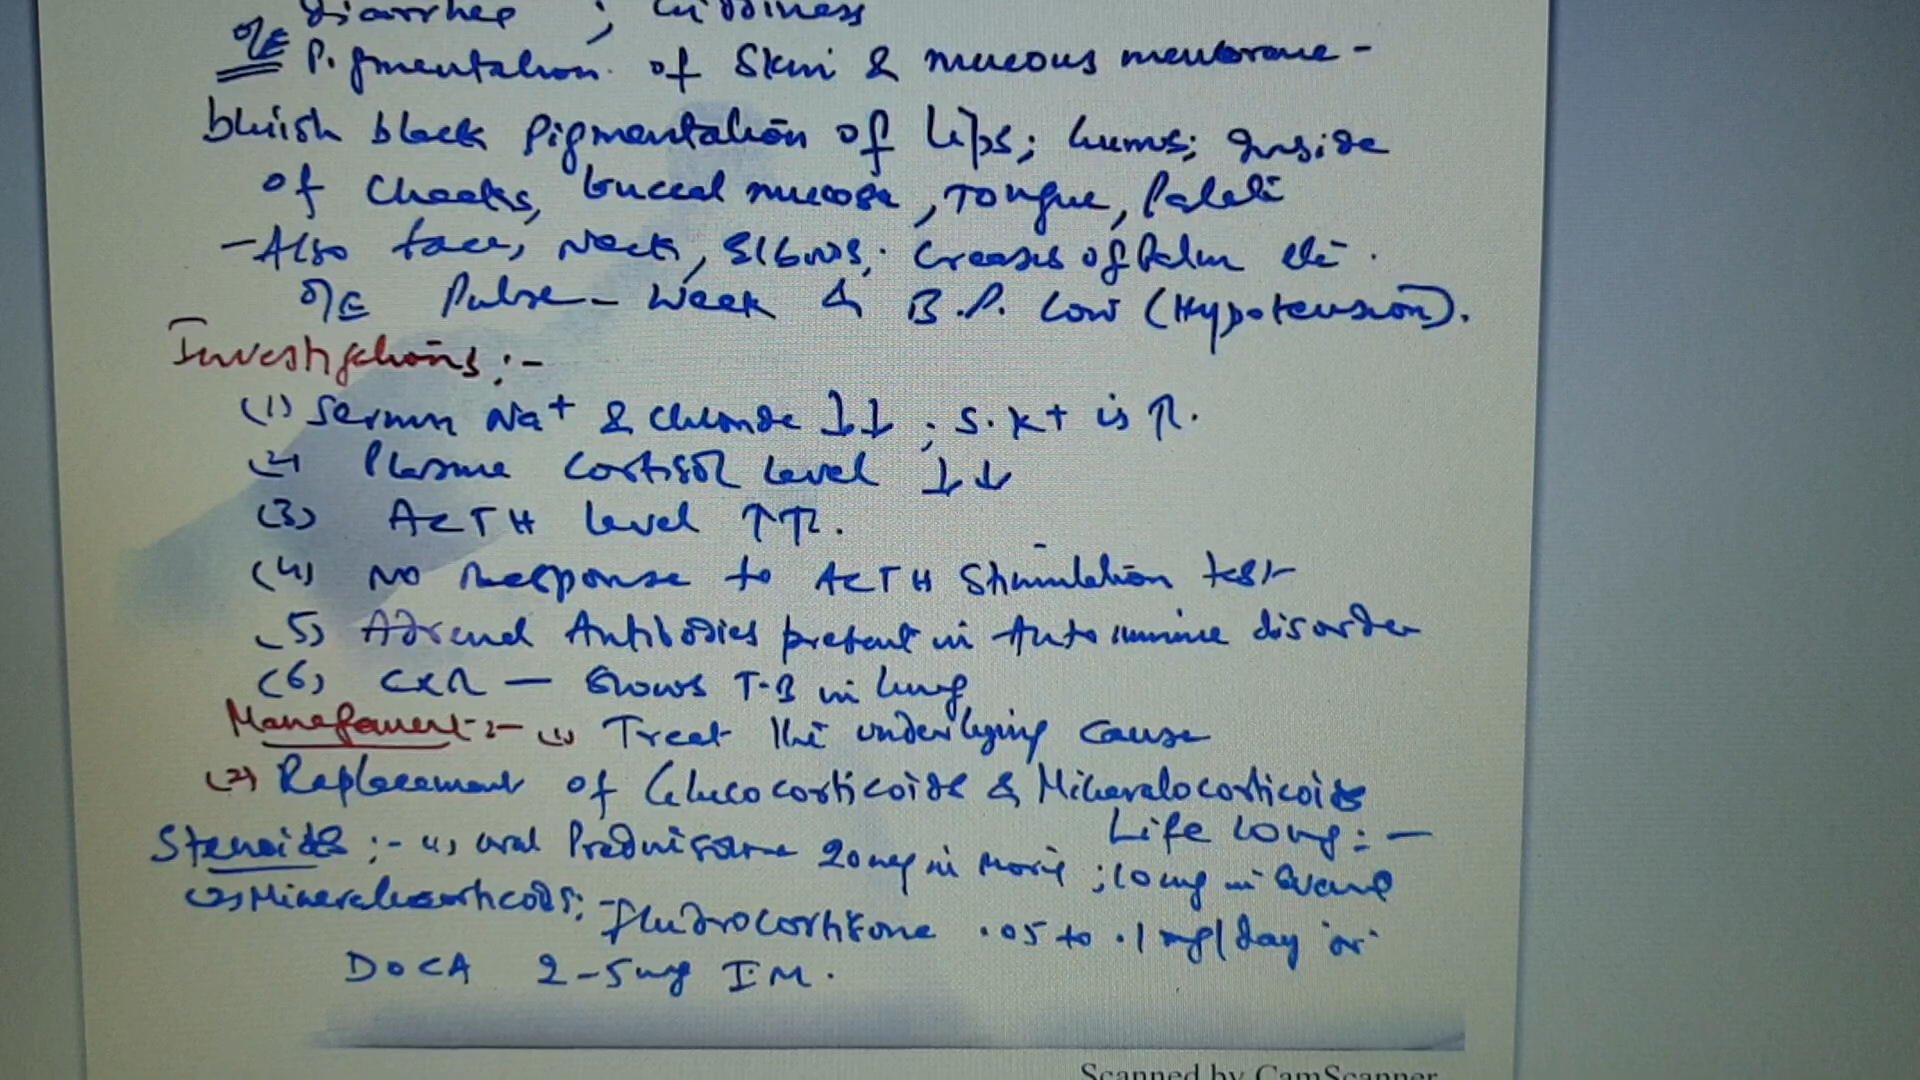 diarrhea ; Giddiness
O/E Pigmentation of Skin & mucous membrane -
bluish black pigmentation of lips; Gums; Inside
of Cheeks, buccal mucosa, Tongue, Palate
- Also face, Neck, Elbows; Creases of Palm etc.
O/E Pulse - Weak & B.P. Low (Hypotension).
Investigations :-
(1) Serum Na+ & Chloride ↓↓ ; S. K+ is ↑.
(2) Plasma Cortisol Level ↓↓
(3) ACTH level ↑↑.
(4) No Response to ACTH Stimulation test
(5) Adrenal Antibodies present in Autoimmune disorder
(6) CXR - Shows T.B in lung
Management :- (1) Treat the underlying cause
(2) Replacement of Glucocorticoids & Mineralocorticoids
Life long :-
Steroids :- (1) oral Prednisolone 20mg in Morning ; 10mg in Evening
(2) Mineralocorticoids; - fludrocortisone .05 to .1 mg/day or
DOCA 2-5mg I.M.
Scanned by CamScanner